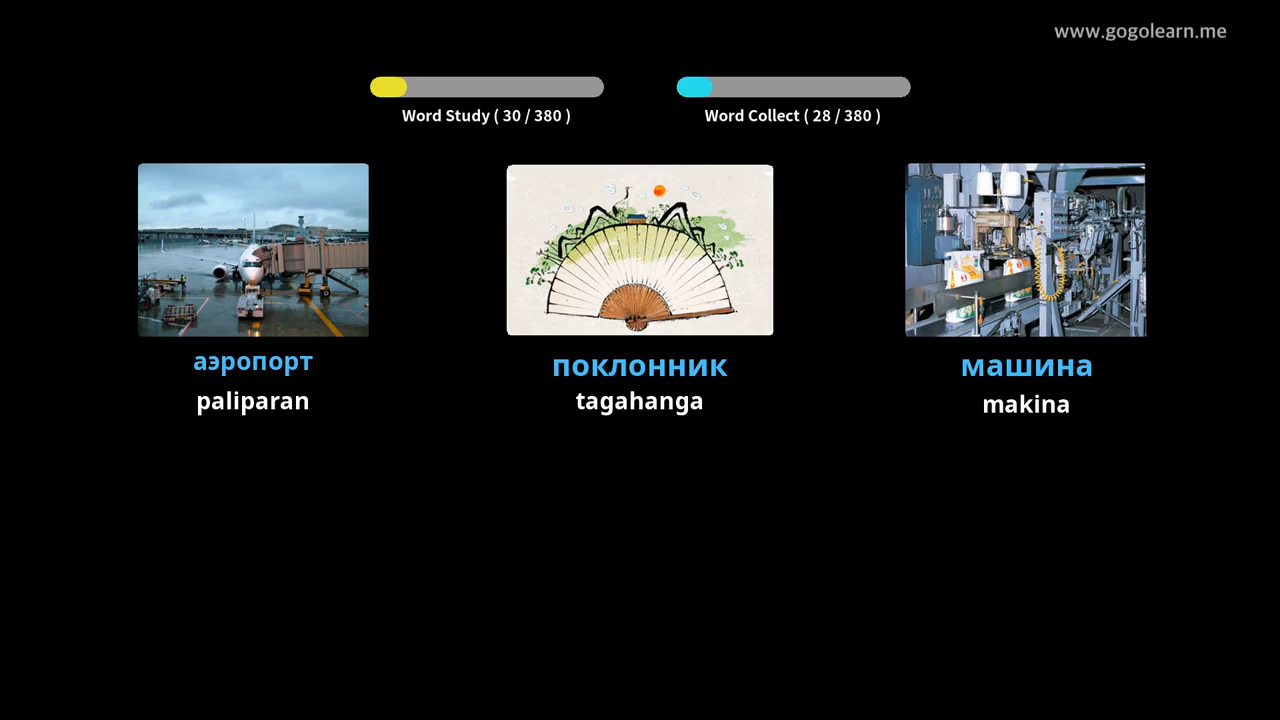 www.gogolearn.me
Word Study ( 30 / 380 )
Word Collect ( 28 / 380 )
аэропорт
paliparan
поклонник
tagahanga
машина
makina